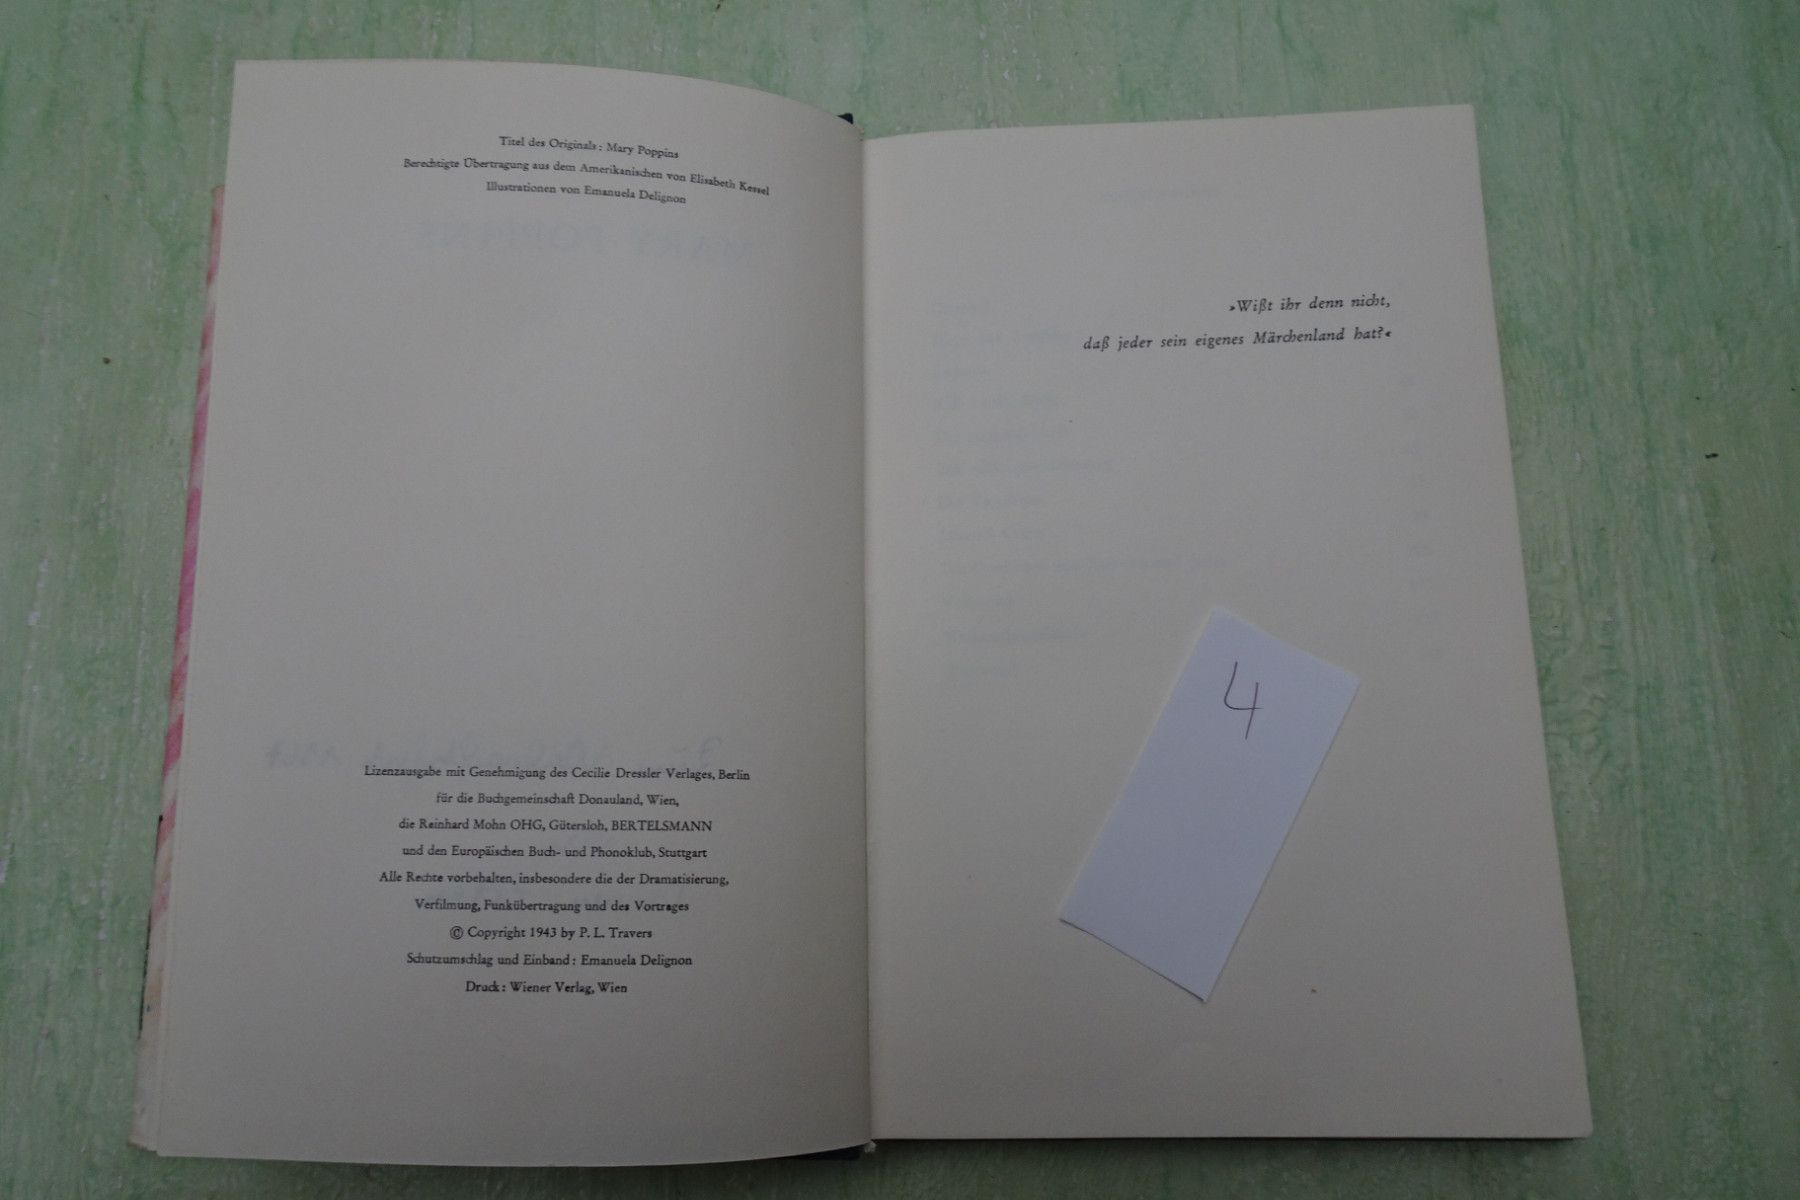 Titel des Originals: Mary Poppins
Berechtigte Übertragung aus dem Amerikanischen von Elisabeth Kessel
Illustrationen von Emanuela Delignon
Lizenzausgabe mit Genehmigung des Cecilie Dressler Verlages, Berlin
für die Buchgemeinschaft Donauland, Wien,
die Reinhard Mohn OHG, Gütersloh, BERTELSMANN
und den Europäischen Buch- und Phonoklub, Stuttgart
Alle Rechte vorbehalten, insbesondere die der Dramatisierung,
Verfilmung, Funkübertragung und des Vortrages
© Copyright 1943 by P. L. Travers
Schutzumschlag und Einband: Emanuela Delignon
Druck: Wiener Verlag, Wien
»Wißt ihr denn nicht,
daß jeder sein eigenes Märchenland hat?«
4